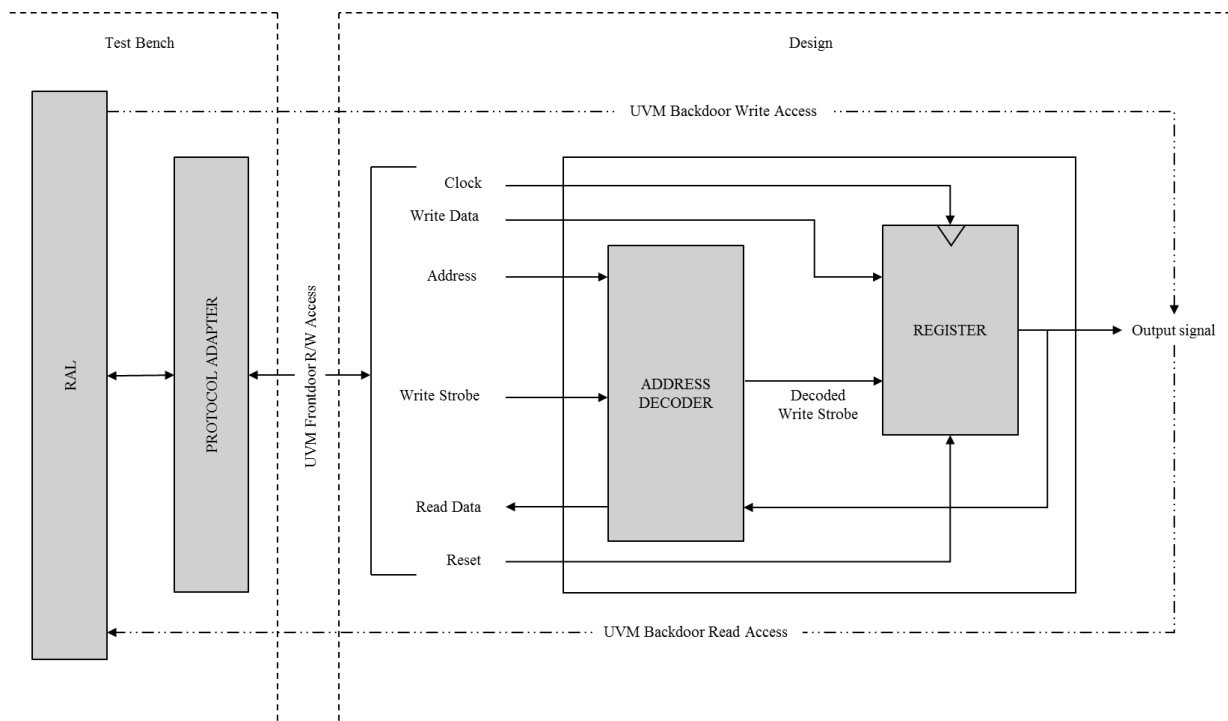 Test Bench
Design
UVM Backdoor Write Access
Clock
Write Data
Address
Write Strobe
Read Data
Reset
RAL
PROTOCOL ADAPTER
UVM Frontdoor R/W Access
ADDRESS
DECODER
Decoded
Write Strobe
REGISTER
Output signal
UVM Backdoor Read Access